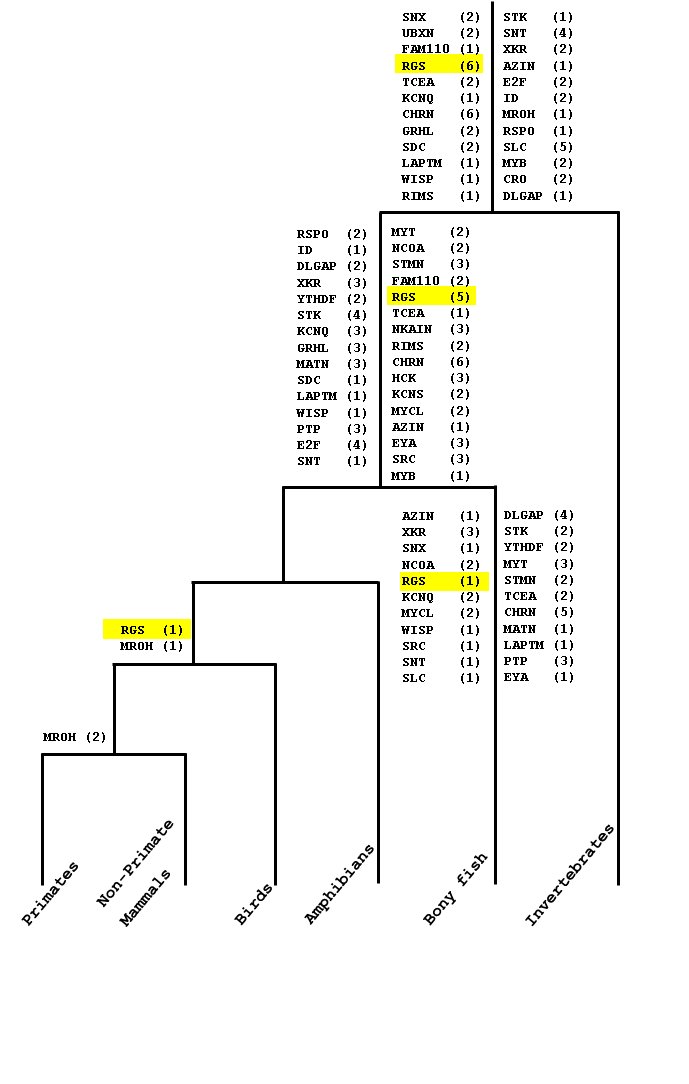 SNX (2) STK (1)
UBXN (2) SNT (4)
FAM110 (1) XKR (2)
RGS (6) AZIN (1)
TCEA (2) E2F (2)
KCNQ (1) ID (2)
CHRN (6) MROH (1)
GRHL (2) RSPO (1)
SDC (2) SLC (5)
LAPTM (1) MYB (2)
WISP (1) CRO (2)
RIMS (1) DLGAP (1)
RSPO (2)
ID (1)
DLGAP (2)
XKR (3)
YTHDF (2)
STK (4)
KCNQ (3)
GRHL (3)
MATN (3)
SDC (1)
LAPTM (1)
WISP (1)
PTP (3)
E2F (4)
SNT (1)
MYT (2)
NCOA (2)
STMN (3)
FAM110 (2)
RGS (5)
TCEA (1)
NKAIN (3)
RIMS (2)
CHRN (6)
HCK (3)
KCNS (2)
MYCL (2)
AZIN (1)
EYA (3)
SRC (3)
MYB (1)
AZIN (1) DLGAP (4)
XKR (3) STK (2)
SNX (1) YTHDF (2)
NCOA (2) MYT (3)
RGS (1) STMN (2)
KCNQ (2) TCEA (2)
MYCL (2) CHRN (5)
WISP (1) MATN (1)
SRC (1) LAPTM (1)
SNT (1) PTP (3)
SLC (1) EYA (1)
RGS (1)
MROH (1)
MROH (2)
Primates
Non-Primate
Mammals
Birds
Amphibians
Bony fish
Invertebrates